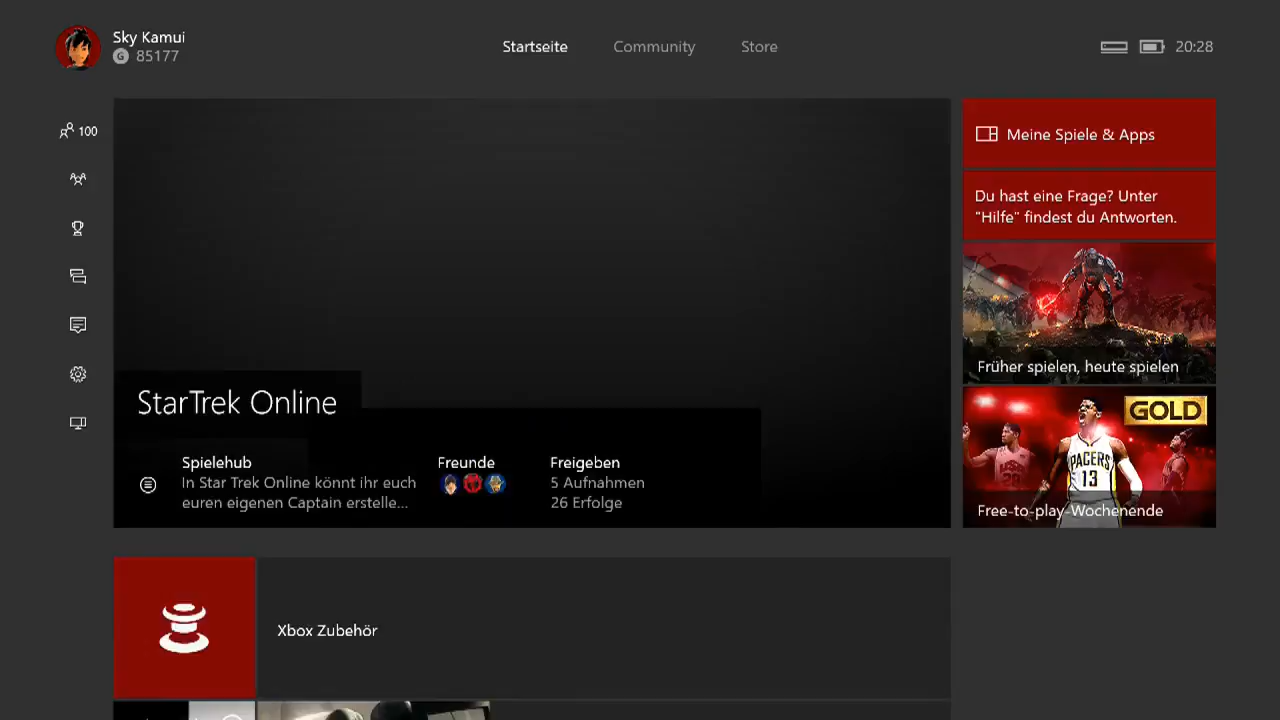 Sky Kamui
G 85177
Startseite
Community
Store
20:28
100
Meine Spiele & Apps
Du hast eine Frage? Unter
"Hilfe" findest du Antworten.
Früher spielen, heute spielen
GOLD
PACERS
13
Free-to-play-Wochenende
StarTrek Online
Spielehub
In Star Trek Online könnt ihr euch
euren eigenen Captain erstelle...
Freunde
Freigeben
5 Aufnahmen
26 Erfolge
Xbox Zubehör